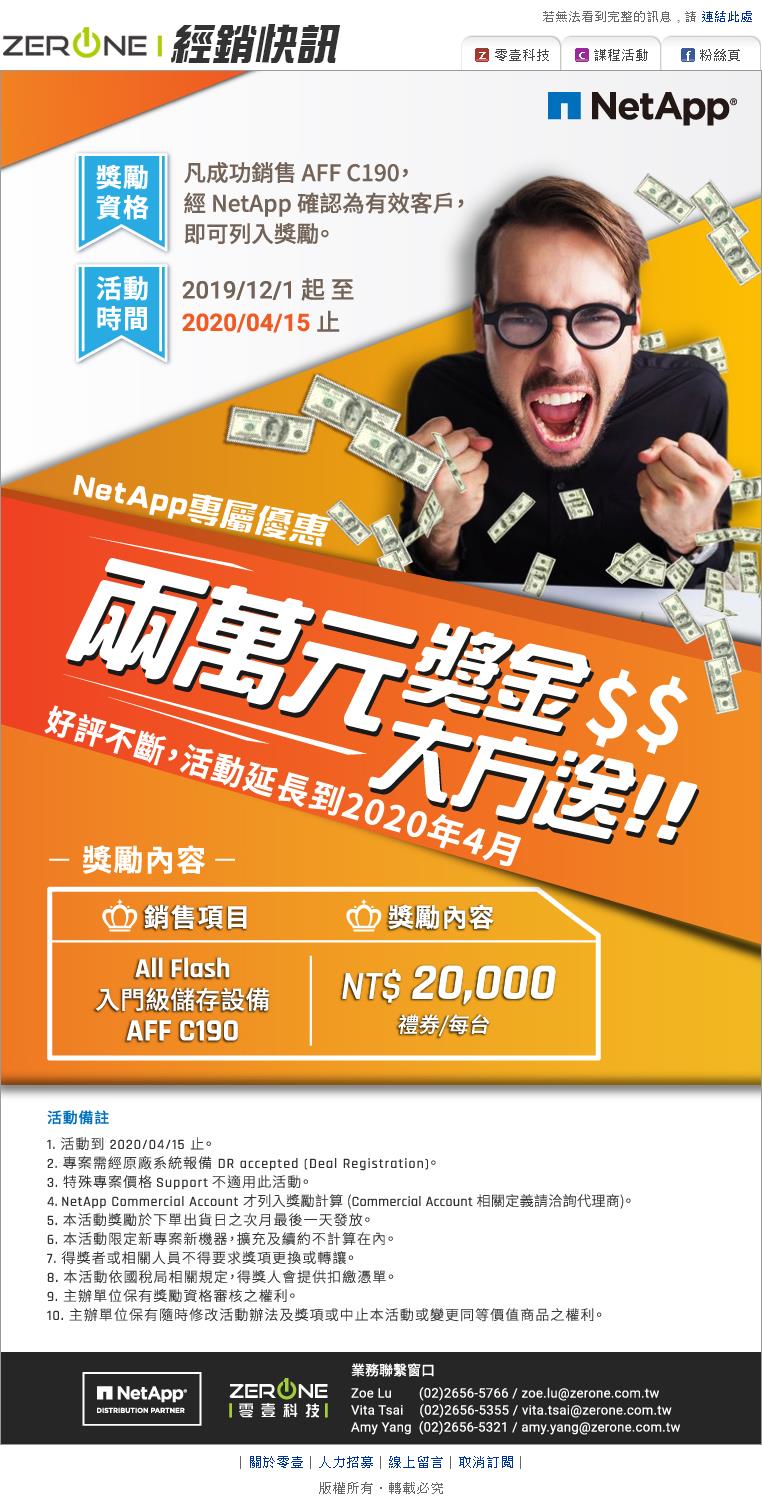 若無法看到完整的訊息，請 連結此處
ZERONE | 經銷快訊
零壹科技 課程活動 粉絲頁
NetApp®
獎勵資格
凡成功銷售 AFF C190，
經 NetApp 確認為有效客戶，
即可列入獎勵。
活動時間
2019/12/1 起 至
2020/04/15 止
NetApp專屬優惠
兩萬元獎金$$
大方送!!
好評不斷，活動延長到2020年4月
— 獎勵內容 —
銷售項目 獎勵內容
All Flash
入門級儲存設備
AFF C190
NT$ 20,000
禮券/每台
活動備註
1. 活動到 2020/04/15 止。
2. 專案需經原廠系統報備 DR accepted (Deal Registration)。
3. 特殊專案價格 Support 不適用此活動。
4. NetApp Commercial Account 才列入獎勵計算 (Commercial Account 相關定義請洽詢代理商)。
5. 本活動獎勵於下單出貨日之次月最後一天發放。
6. 本活動限定新專案新機器，擴充及續約不計算在內。
7. 得獎者或相關人員不得要求獎項更換或轉讓。
8. 本活動依國稅局相關規定，得獎人會提供扣繳憑單。
9. 主辦單位保有獎勵資格審核之權利。
10. 主辦單位保有隨時修改活動辦法及獎項或中止本活動或變更同等價值商品之權利。
NetApp®
DISTRIBUTION PARTNER
ZERONE
| 零壹科技 |
業務聯繫窗口
Zoe Lu (02)2656-5766 / zoe.lu@zerone.com.tw
Vita Tsai (02)2656-5355 / vita.tsai@zerone.com.tw
Amy Yang (02)2656-5321 / amy.yang@zerone.com.tw
| 關於零壹 | 人力招募 | 線上留言 | 取消訂閱 |
版權所有・轉載必究